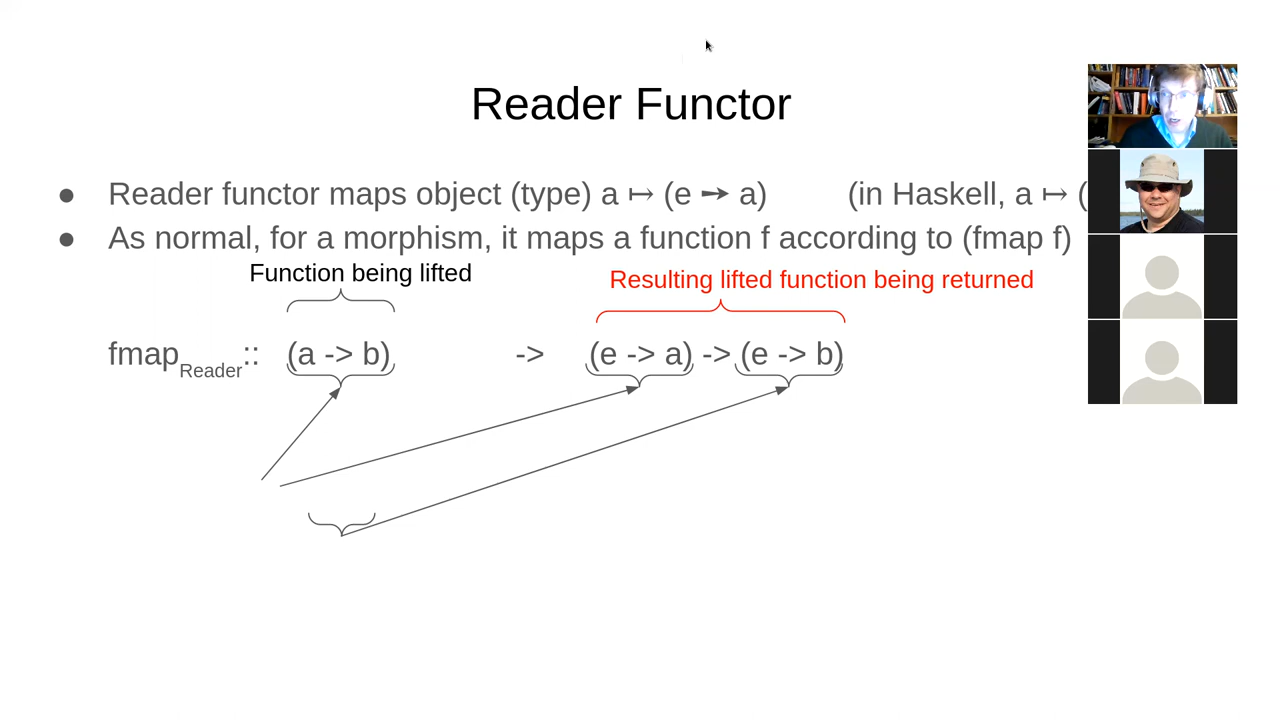 Reader Functor
● Reader functor maps object (type) a ↦ (e ➙ a) (in Haskell, a ↦ (
● As normal, for a morphism, it maps a function f according to (fmap f)
Function being lifted
Resulting lifted function being returned
fmapReader:: (a -> b) -> (e -> a) -> (e -> b)